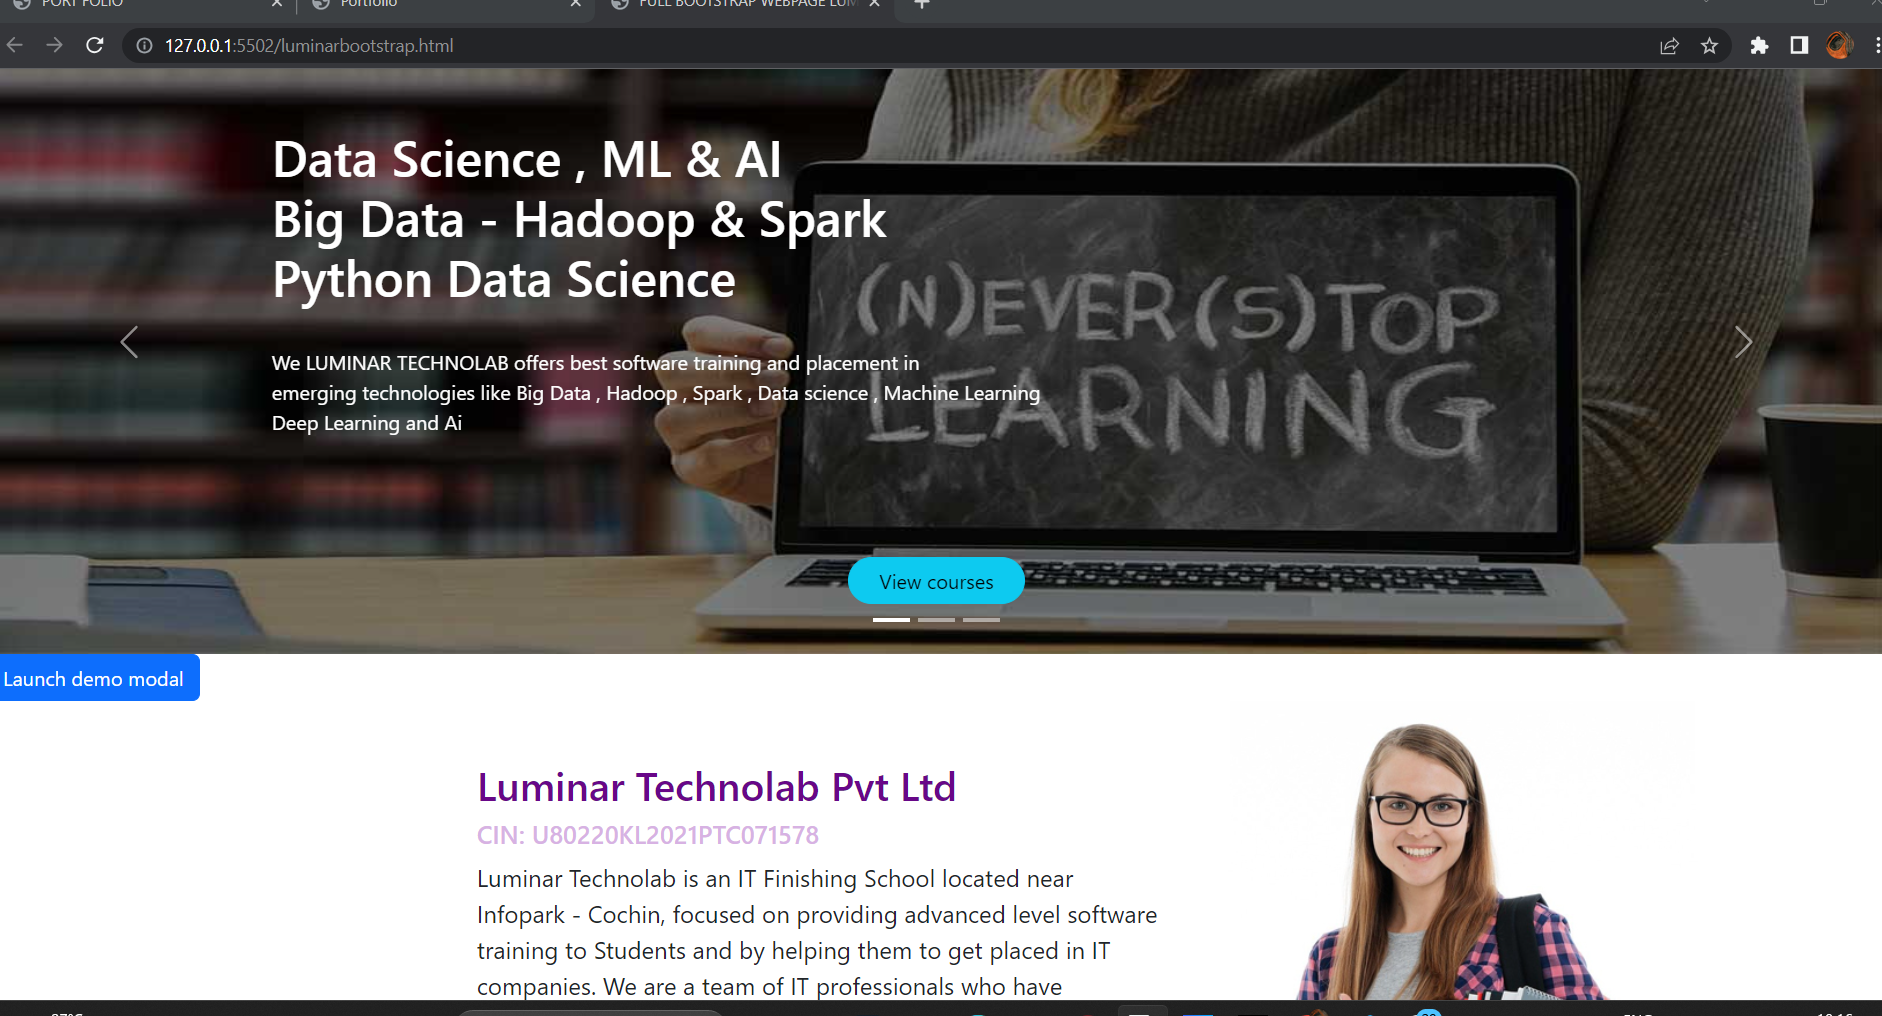 PORT FOLIO
Portfolio
FULL BOOTSTRAP WEBPAGE LUM
127.0.0.1:5502/luminarbootstrap.html
Data Science , ML & AI
Big Data - Hadoop & Spark
Python Data Science
(N)EVER (S)TOP
LEARNING
We LUMINAR TECHNOLAB offers best software training and placement in
emerging technologies like Big Data , Hadoop , Spark , Data science , Machine Learning
Deep Learning and Ai
View courses
Launch demo modal
Luminar Technolab Pvt Ltd
CIN: U80220KL2021PTC071578
Luminar Technolab is an IT Finishing School located near
Infopark - Cochin, focused on providing advanced level software
training to Students and by helping them to get placed in IT
companies. We are a team of IT professionals who have